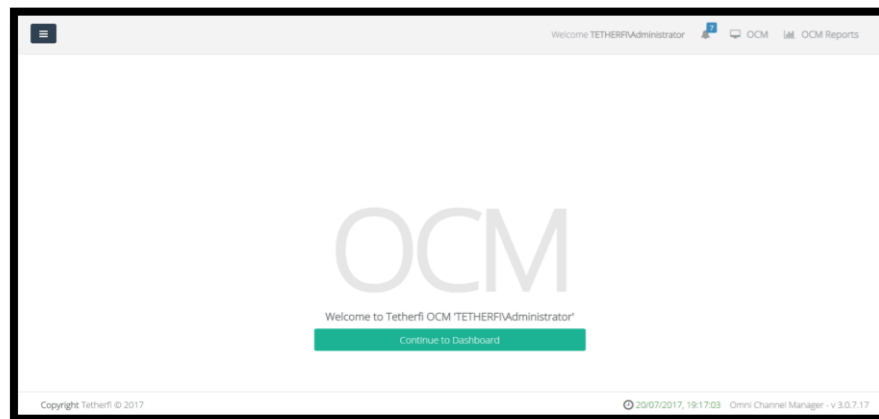 Welcome TETHERFI\Administrator 7 OCM OCM Reports
OCM
Welcome to Tetherfi OCM 'TETHERFI\Administrator'
Continue to Dashboard
Copyright Tetherfi © 2017 20/07/2017, 19:17:03 Omni Channel Manager - v 3.0.7.17